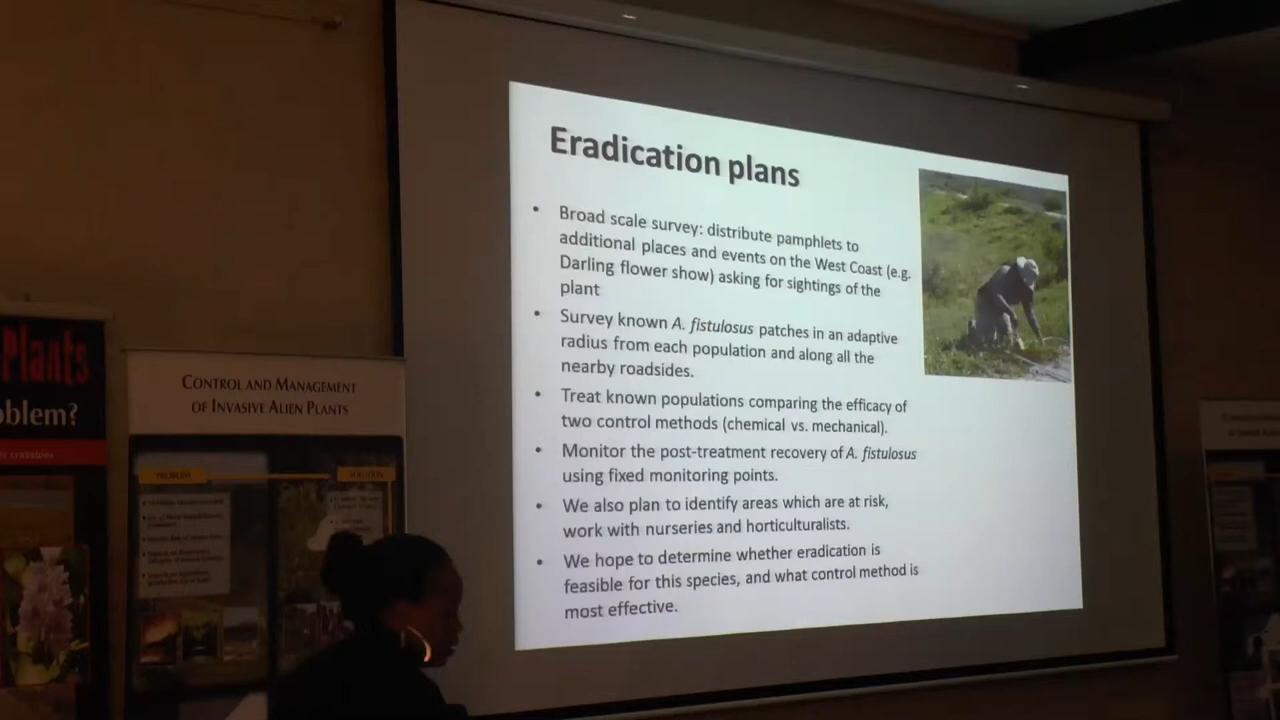 Eradication plans
• Broad scale survey: distribute pamphlets to
additional places and events on the West Coast (e.g.
Darling flower show) asking for sightings of the
plant
• Survey known A. fistulosus patches in an adaptive
radius from each population and along all the
nearby roadsides.
• Treat known populations comparing the efficacy of
two control methods (chemical vs. mechanical).
• Monitor the post-treatment recovery of A. fistulosus
using fixed monitoring points.
• We also plan to identify areas which are at risk,
work with nurseries and horticulturalists.
• We hope to determine whether eradication is
feasible for this species, and what control method is
most effective.
Plants
oblem?
CONTROL AND MANAGEMENT
OF INVASIVE ALIEN PLANTS
PROBLEM
SOLUTION